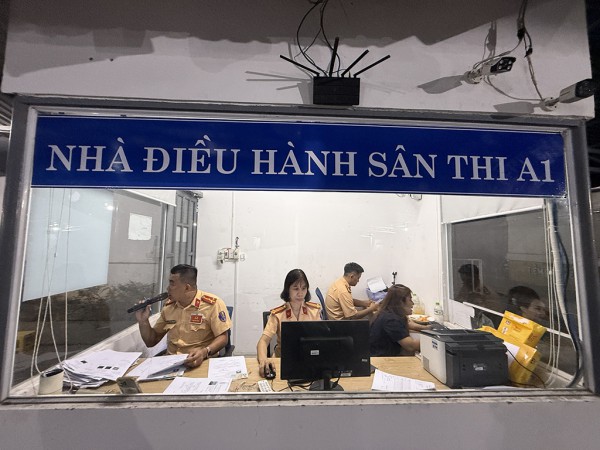 NHÀ ĐIỀU HÀNH SÂN THI A1